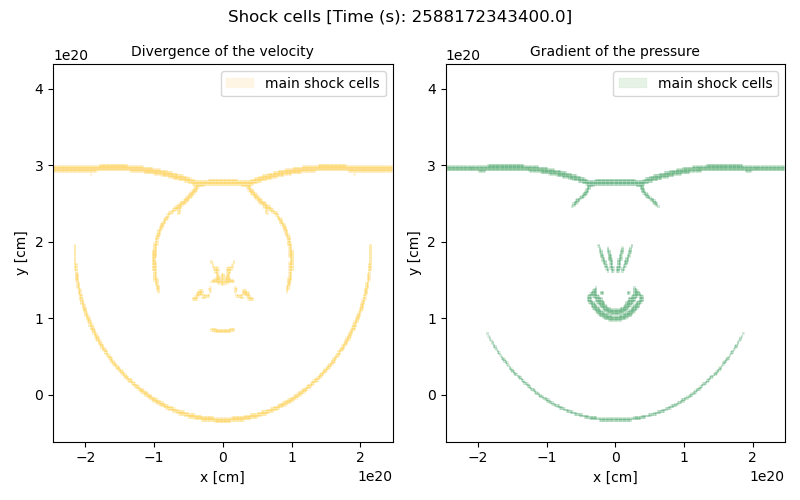 Shock cells [Time (s): 2588172343400.0]
Divergence of the velocity
1e20
main shock cells
4
3
2
1
0
y [cm]
−2
−1
0
1
2
1e20
x [cm]
Gradient of the pressure
1e20
main shock cells
4
3
2
1
0
y [cm]
−2
−1
0
1
2
1e20
x [cm]